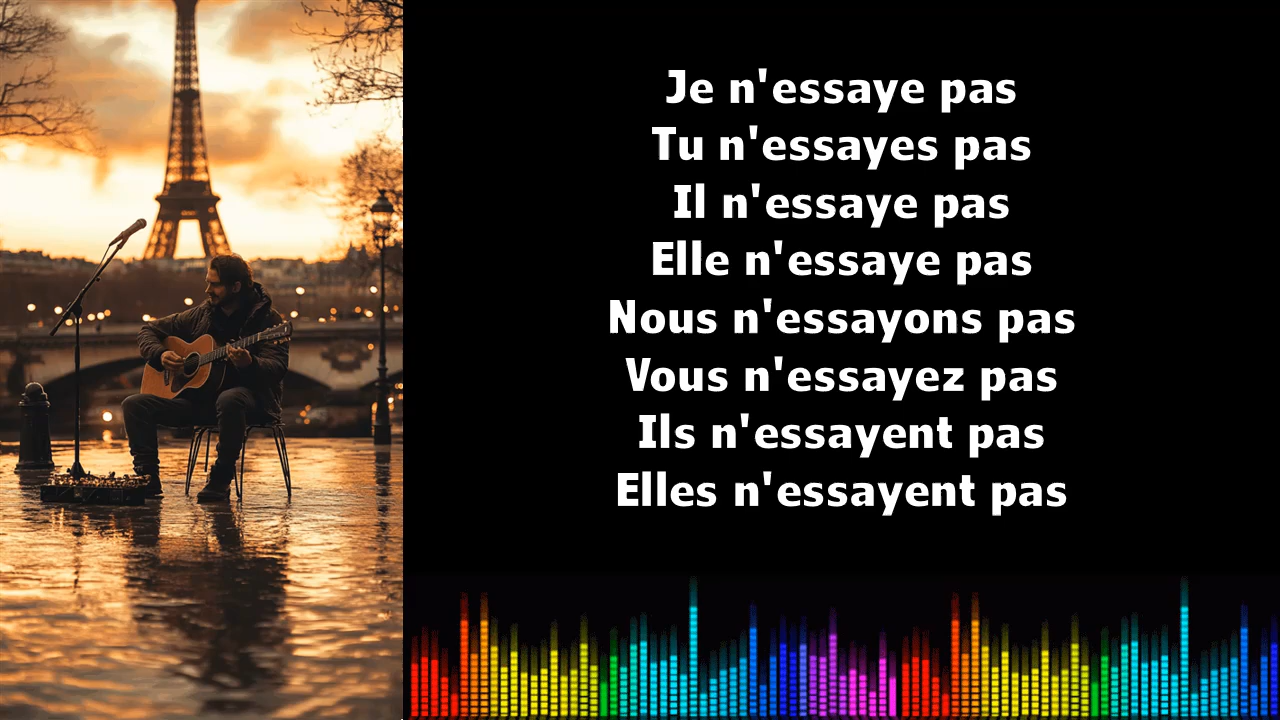 Je n'essaye pas
Tu n'essayes pas
Il n'essaye pas
Elle n'essaye pas
Nous n'essayons pas
Vous n'essayez pas
Ils n'essayent pas
Elles n'essayent pas